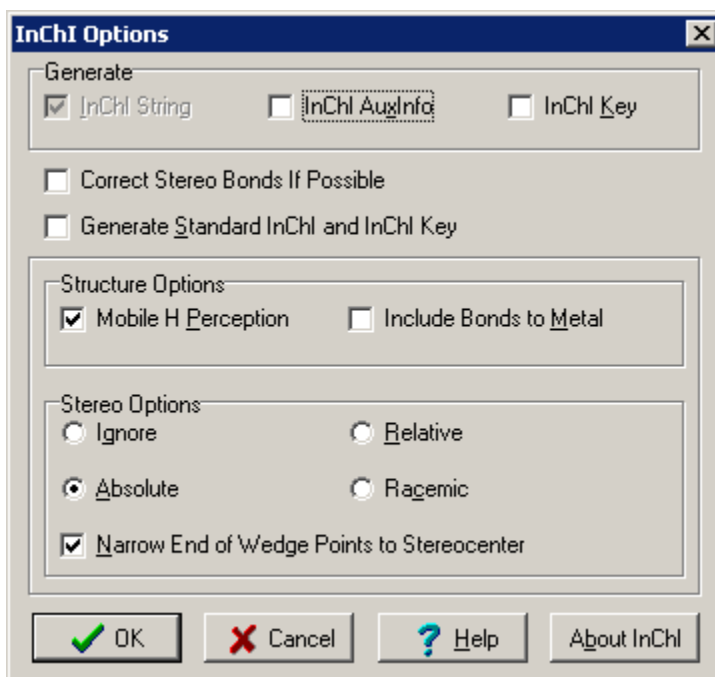 InChI Options
Generate
InChI String InChI AuxInfo InChI Key
Correct Stereo Bonds If Possible
Generate Standard InChI and InChI Key
Structure Options
Mobile H Perception Include Bonds to Metal
Stereo Options
Ignore Relative
Absolute Racemic
Narrow End of Wedge Points to Stereocenter
OK Cancel Help About InChI